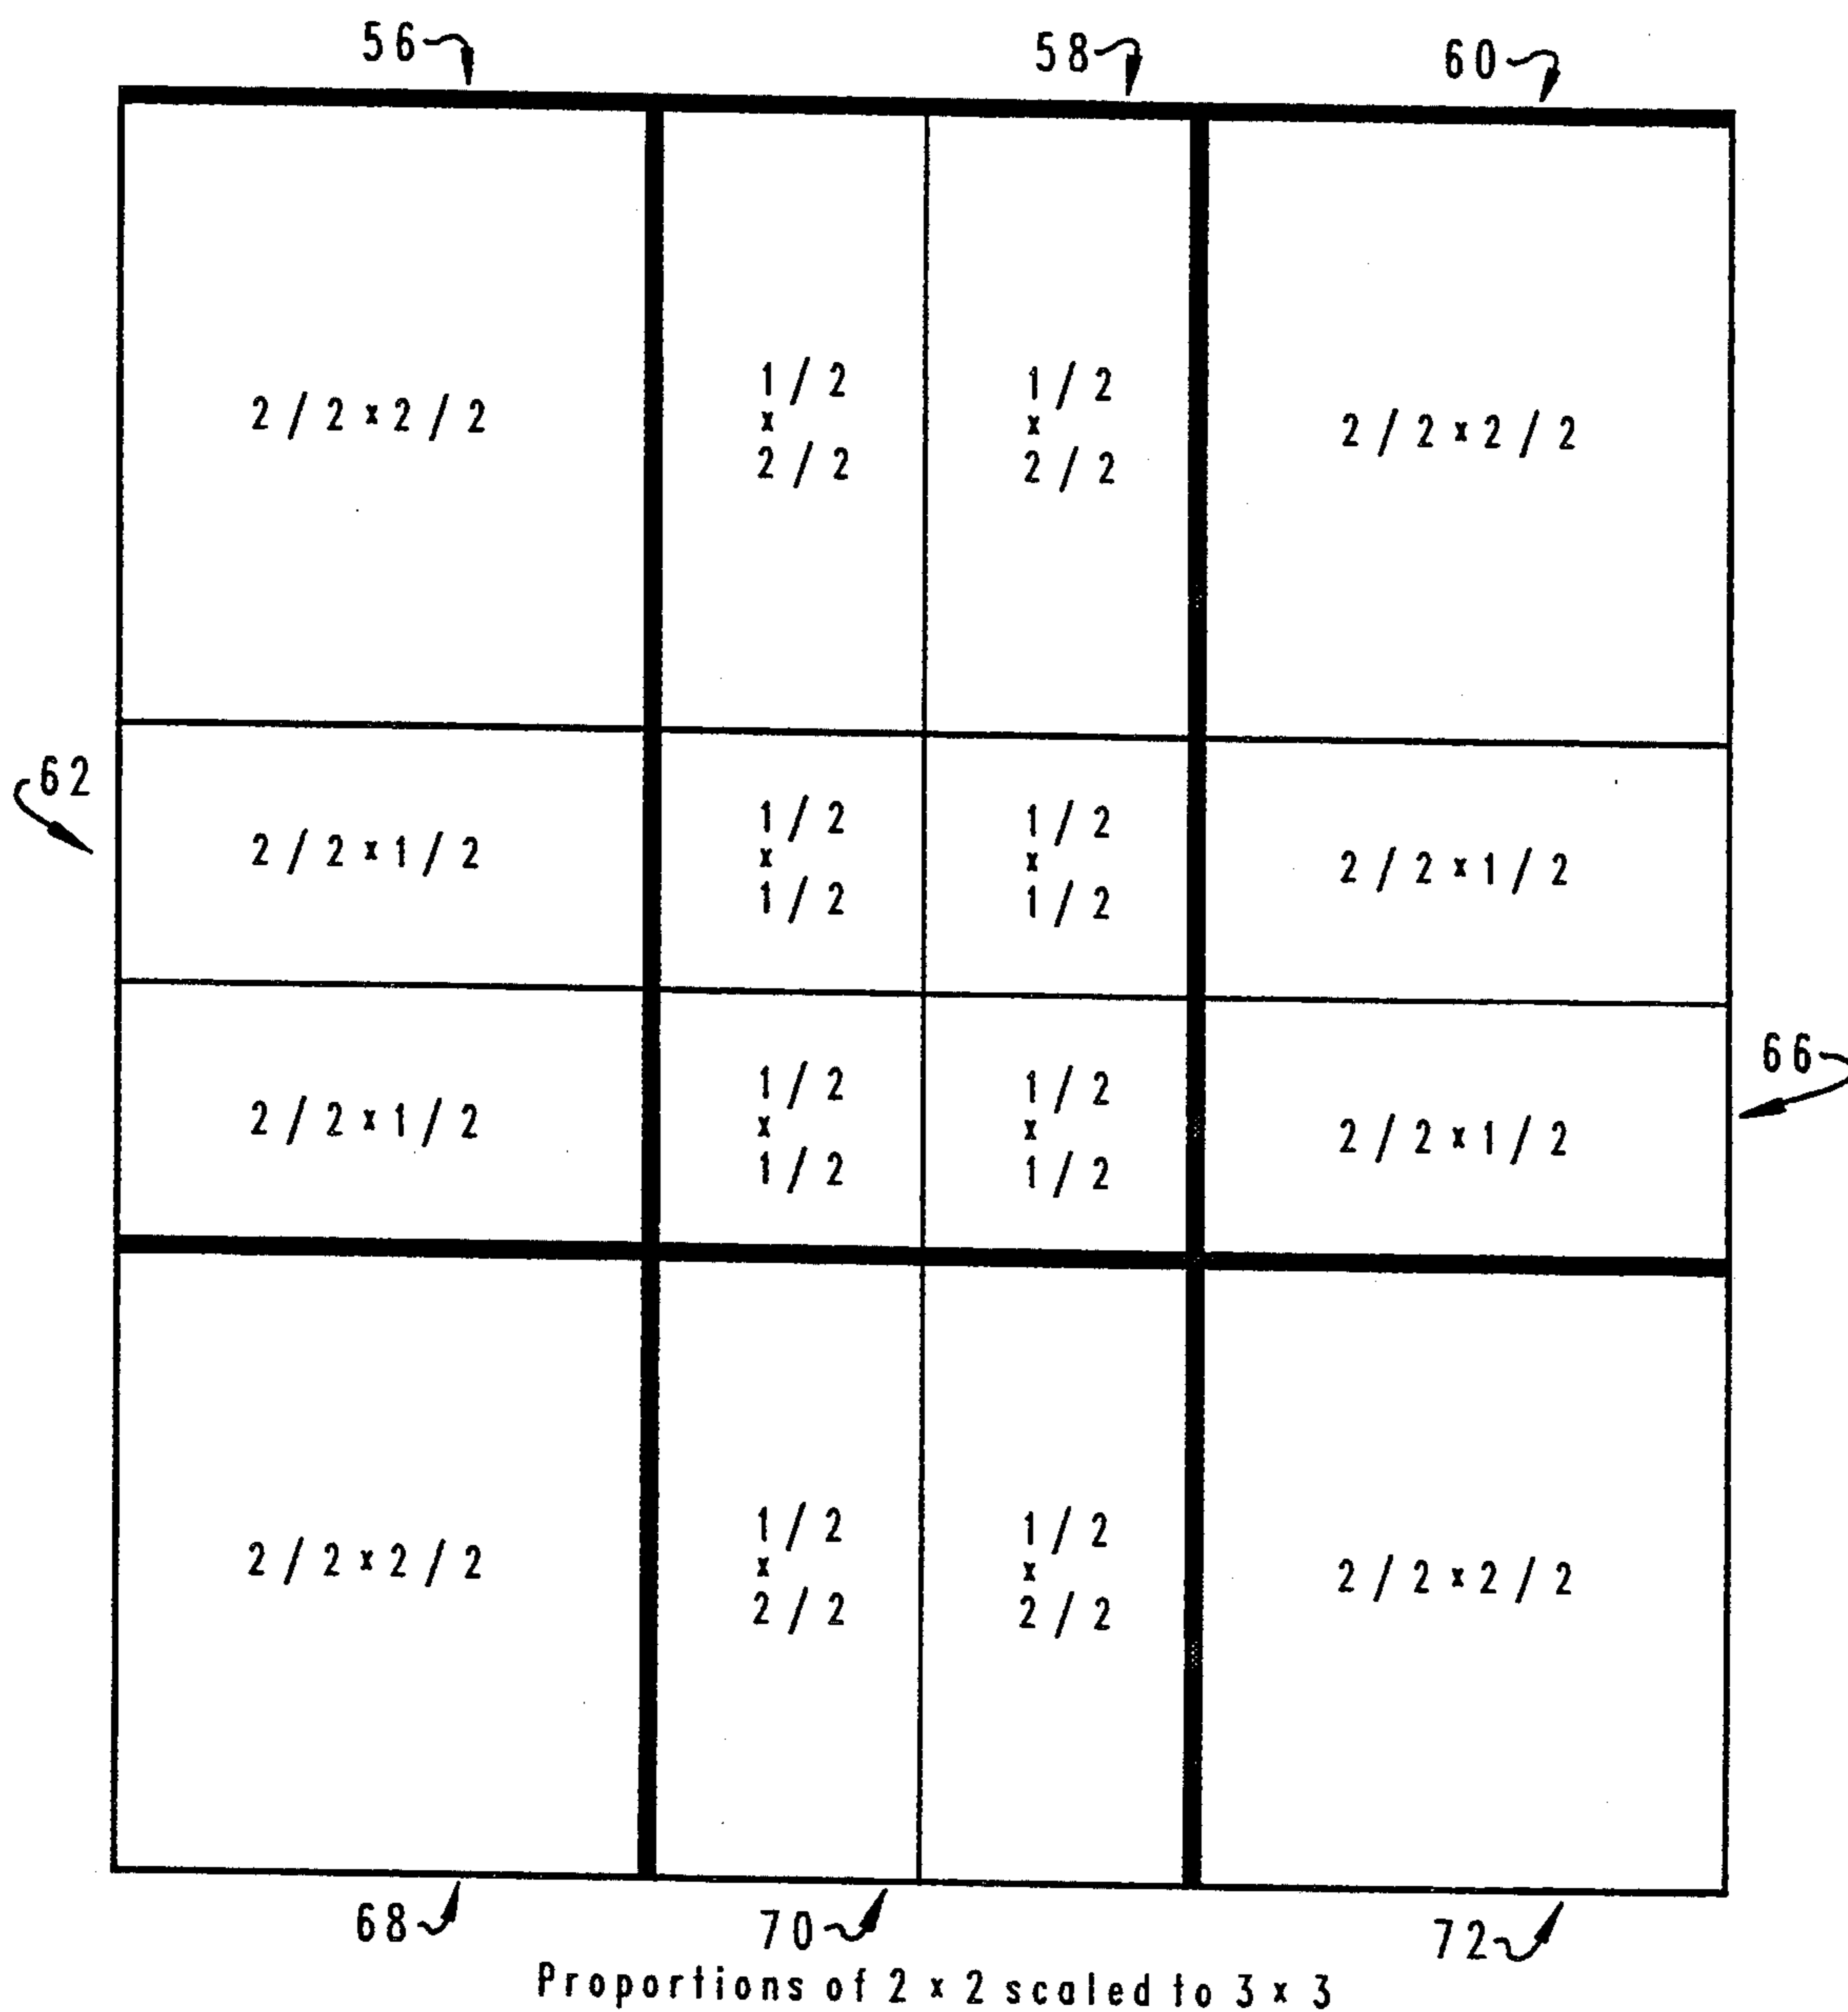 56 58 60
2/2 x 2/2 1/2 x 2/2 1/2 x 2/2 2/2 x 2/2
62
2/2 x 1/2 1/2 x 1/2 1/2 x 1/2 2/2 x 1/2
66
2/2 x 1/2 1/2 x 1/2 1/2 x 1/2 2/2 x 1/2
2/2 x 2/2 1/2 x 2/2 1/2 x 2/2 2/2 x 2/2
68 70 72
Proportions of 2 x 2 scaled to 3 x 3